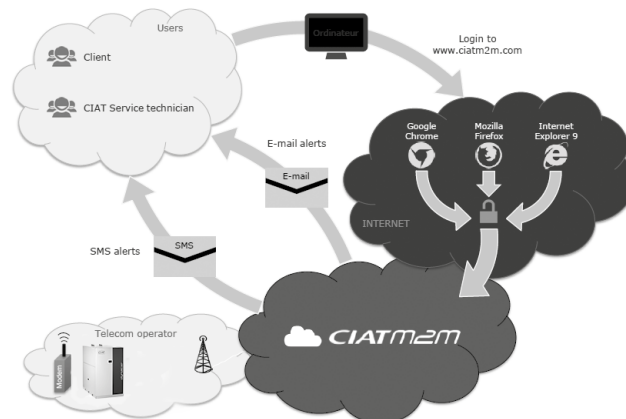 Users
Client
CIAT Service technician
Ordinateur
Login to
www.ciatm2m.com
Google
Chrome
Mozilla
Firefox
Internet
Explorer 9
INTERNET
E-mail alerts
E-mail
SMS alerts
SMS
CIATm2m
Telecom operator
Modem